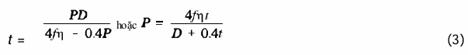 t = PD / (4fη - 0.4P) hoặc P = 4fηt / (D + 0.4t) (3)